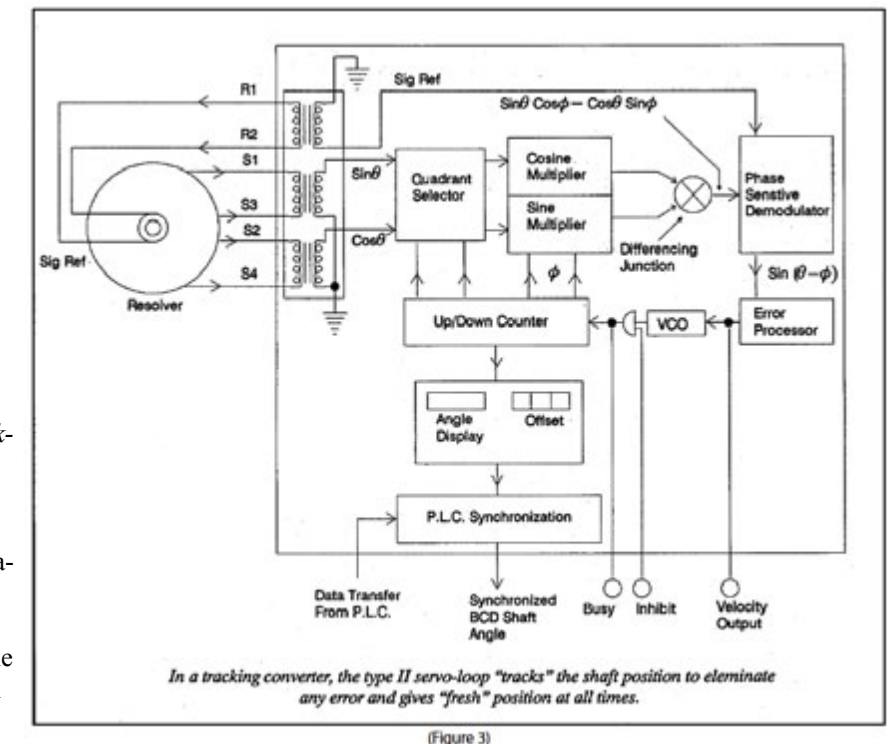 R1
Sig Ref
Sinθ Cosϕ – Cosθ Sinϕ
R2
S1
Sinθ
Quadrant
Selector
Cosine
Multiplier
Sine
Multiplier
Phase
Senstive
Demodulator
S3
S2
Cosθ
Differencing
Junction
Sig Ref
S4
Resolver
ϕ
Sin (θ–ϕ)
Up/Down Counter
VCO
Error
Processor
Angle
Display
Offset
P.L.C. Synchronization
Data Transfer
From P.L.C.
Synchronized
BCD Shaft
Angle
Busy
Inhibit
Velocity
Output
In a tracking converter, the type II servo-loop "tracks" the shaft position to eleminate
any error and gives "fresh" position at all times.
(Figure 3)
k-
a-